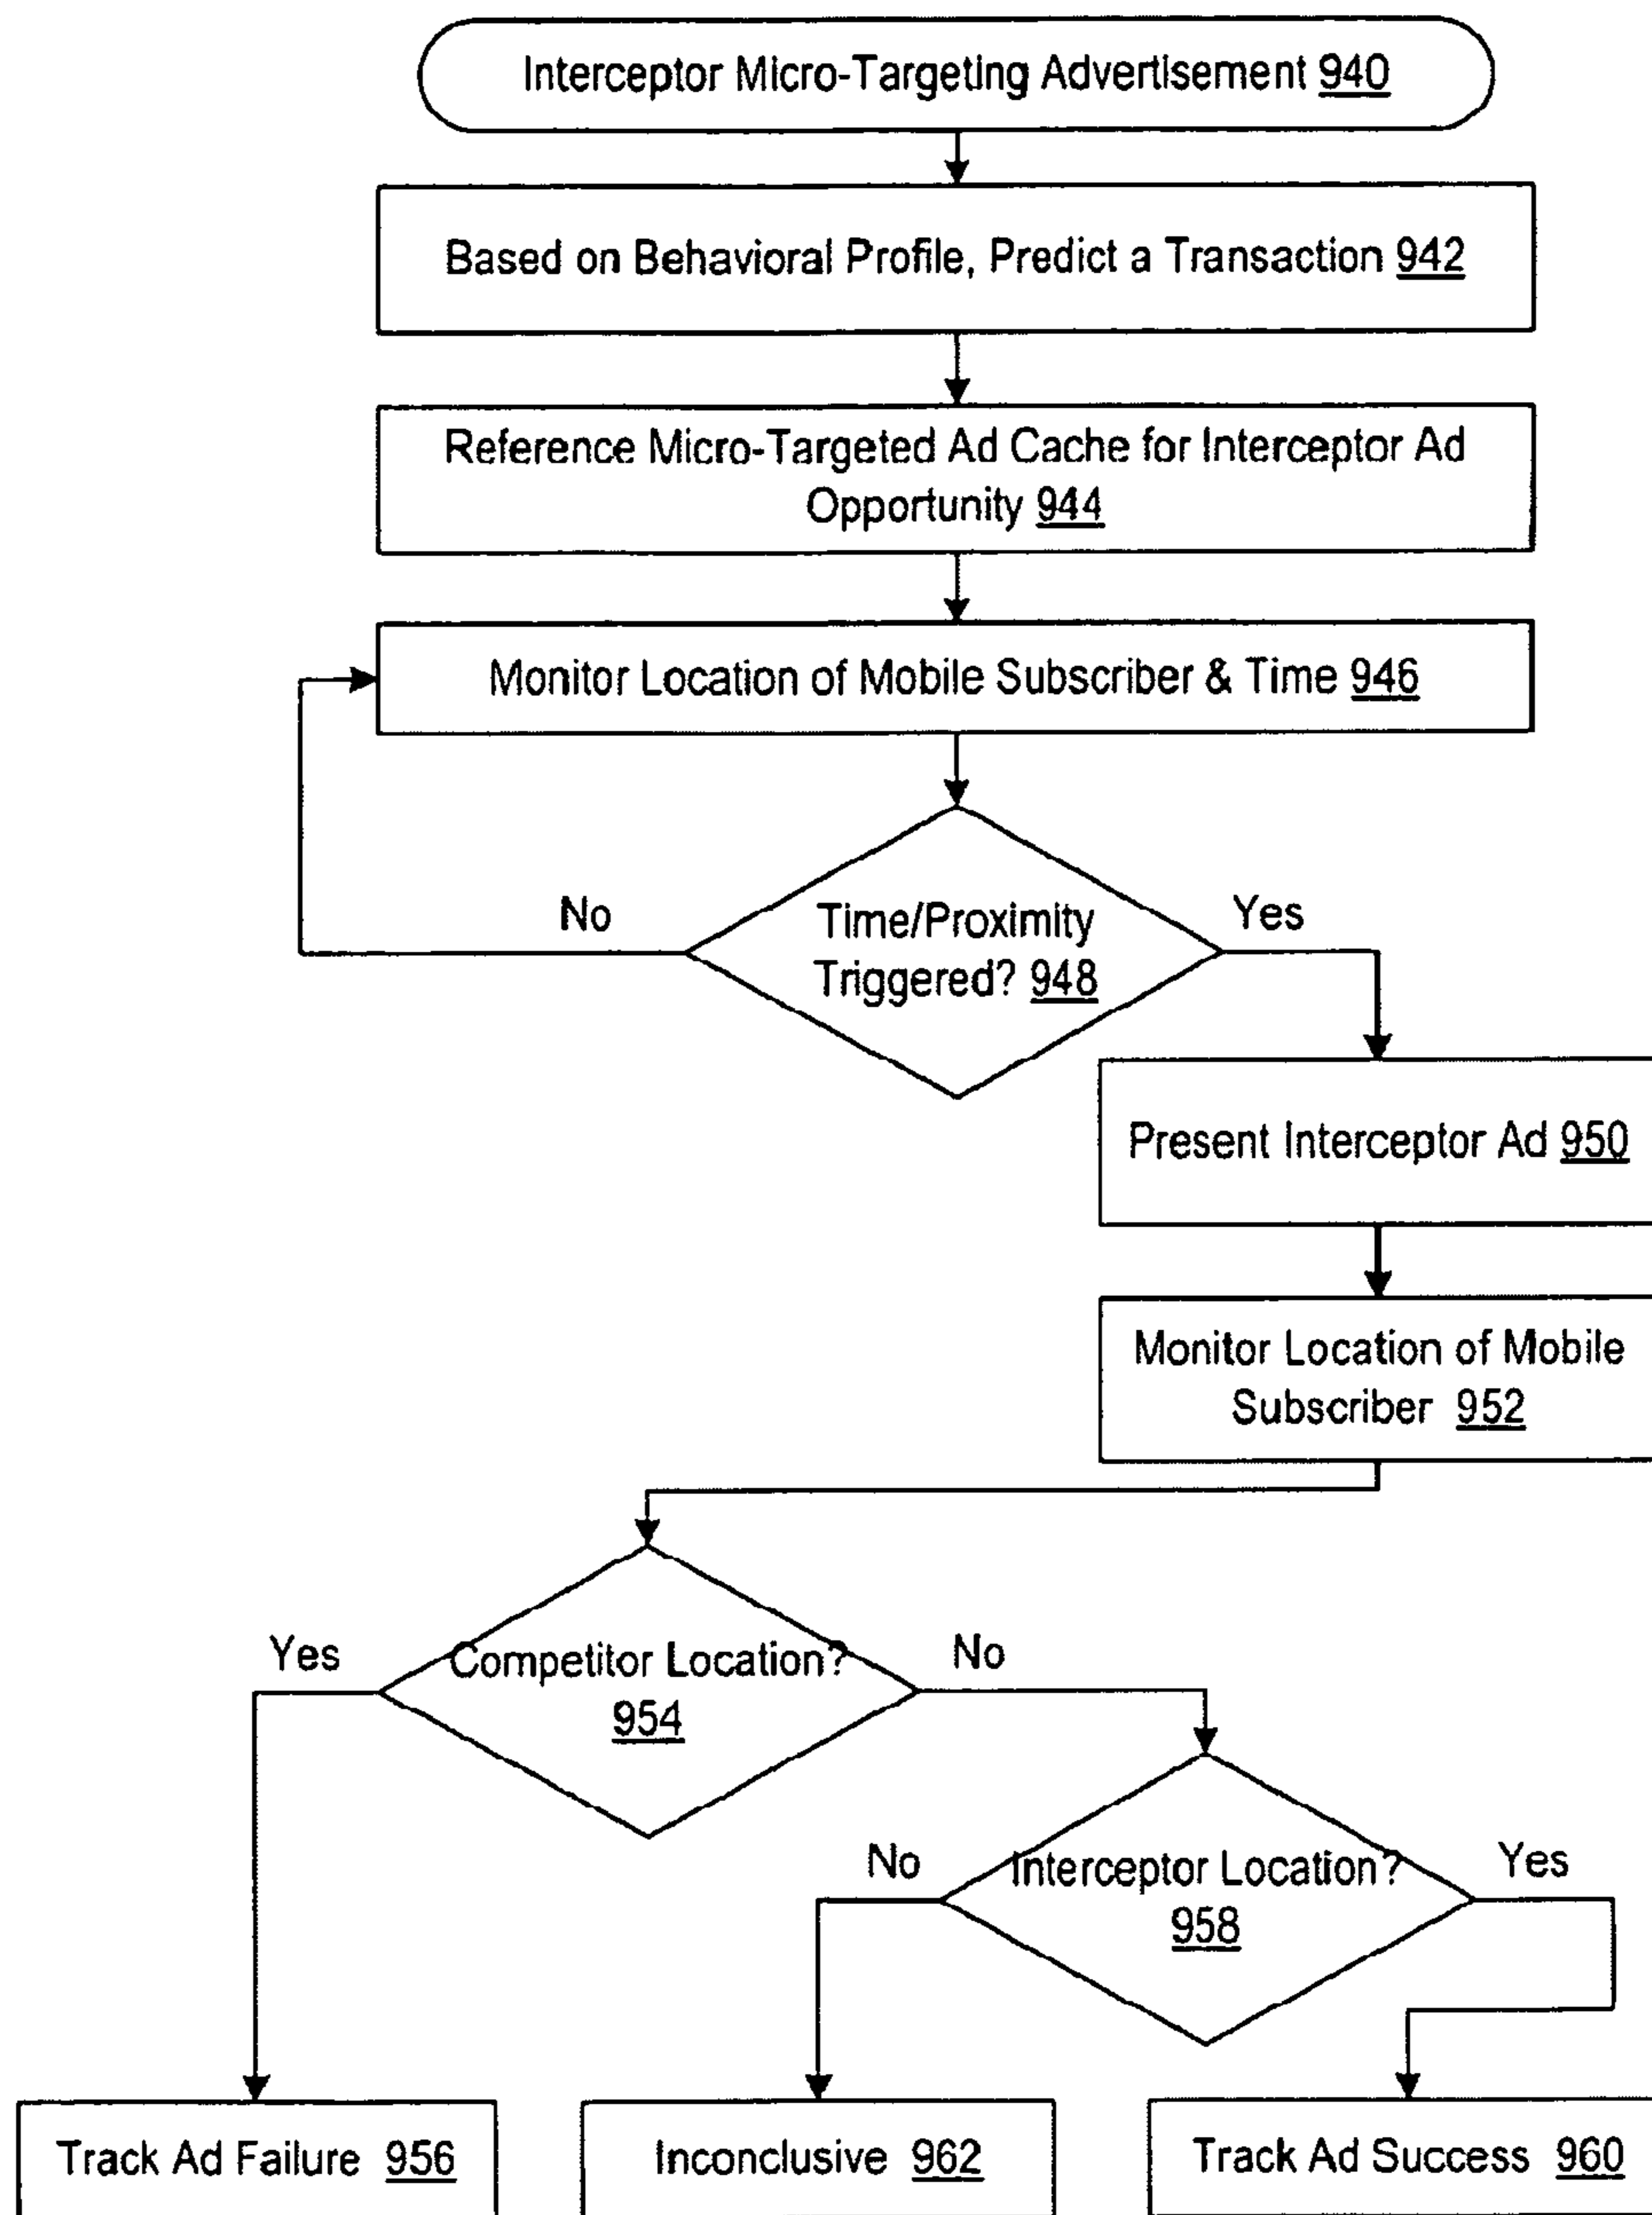 Interceptor Micro-Targeting Advertisement 940
Based on Behavioral Profile, Predict a Transaction 942
Reference Micro-Targeted Ad Cache for Interceptor Ad
Opportunity 944
Monitor Location of Mobile Subscriber & Time 946
No
Time/Proximity
Triggered? 948
Yes
Present Interceptor Ad 950
Monitor Location of Mobile
Subscriber 952
Yes
Competitor Location?
954
No
No
Interceptor Location?
958
Yes
Track Ad Failure 956
Inconclusive 962
Track Ad Success 960